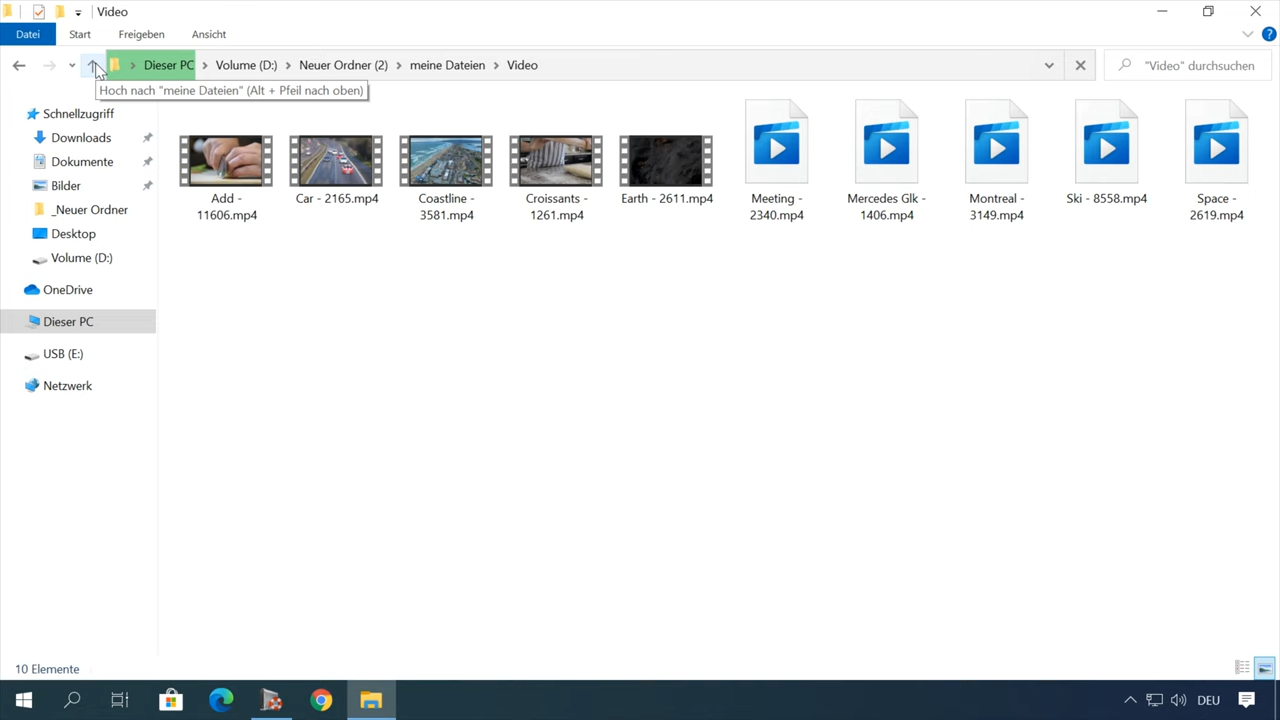 Video
Datei Start Freigeben Ansicht
Dieser PC Volume (D:) Neuer Ordner (2) meine Dateien Video "Video" durchsuchen
Hoch nach "meine Dateien" (Alt + Pfeil nach oben)
Schnellzugriff
Downloads
Dokumente
Bilder
_Neuer Ordner
Desktop
Volume (D:)
OneDrive
Dieser PC
USB (E:)
Netzwerk
Add -
11606.mp4
Car - 2165.mp4
Coastline -
3581.mp4
Croissants -
1261.mp4
Earth - 2611.mp4
Meeting -
2340.mp4
Mercedes Glk -
1406.mp4
Montreal -
3149.mp4
Ski - 8558.mp4
Space -
2619.mp4
10 Elemente
DEU